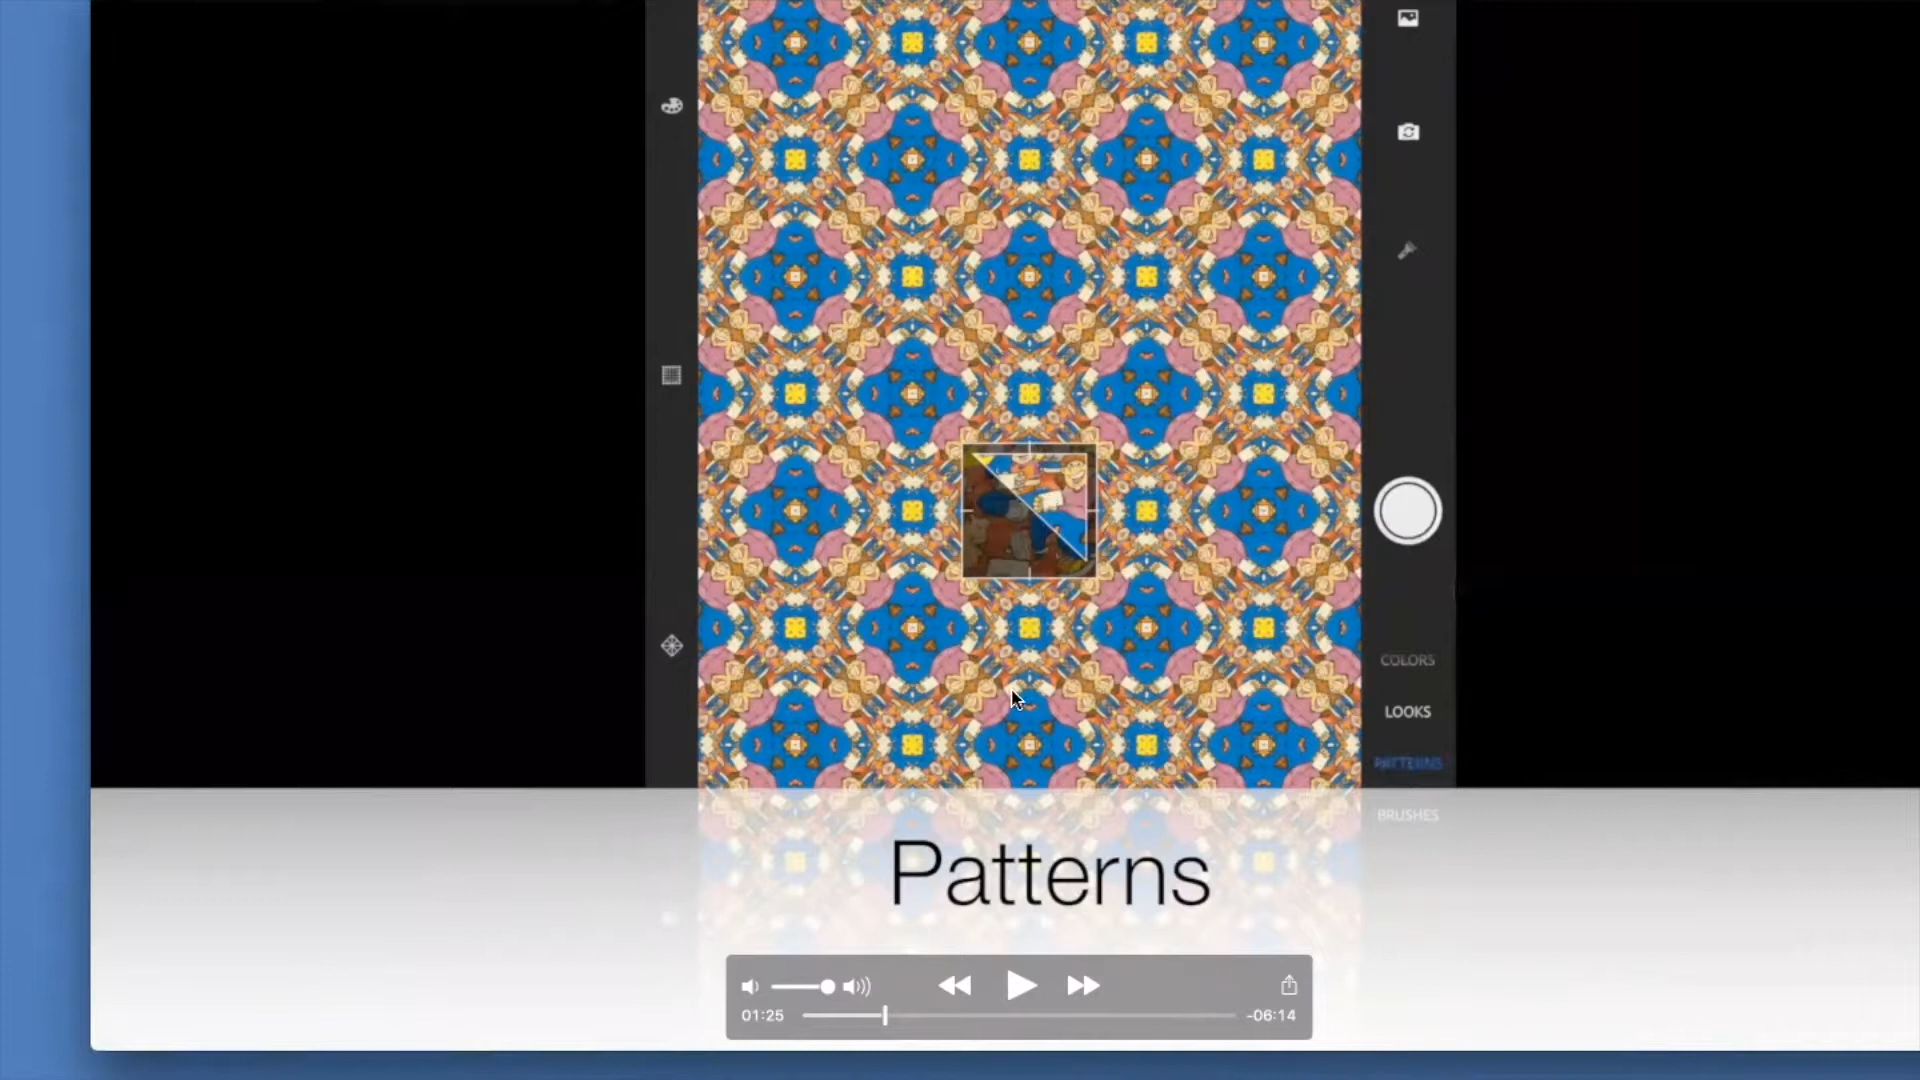 COLORS
LOOKS
PATTERNS
BRUSHES
Patterns
01:25
-06:14